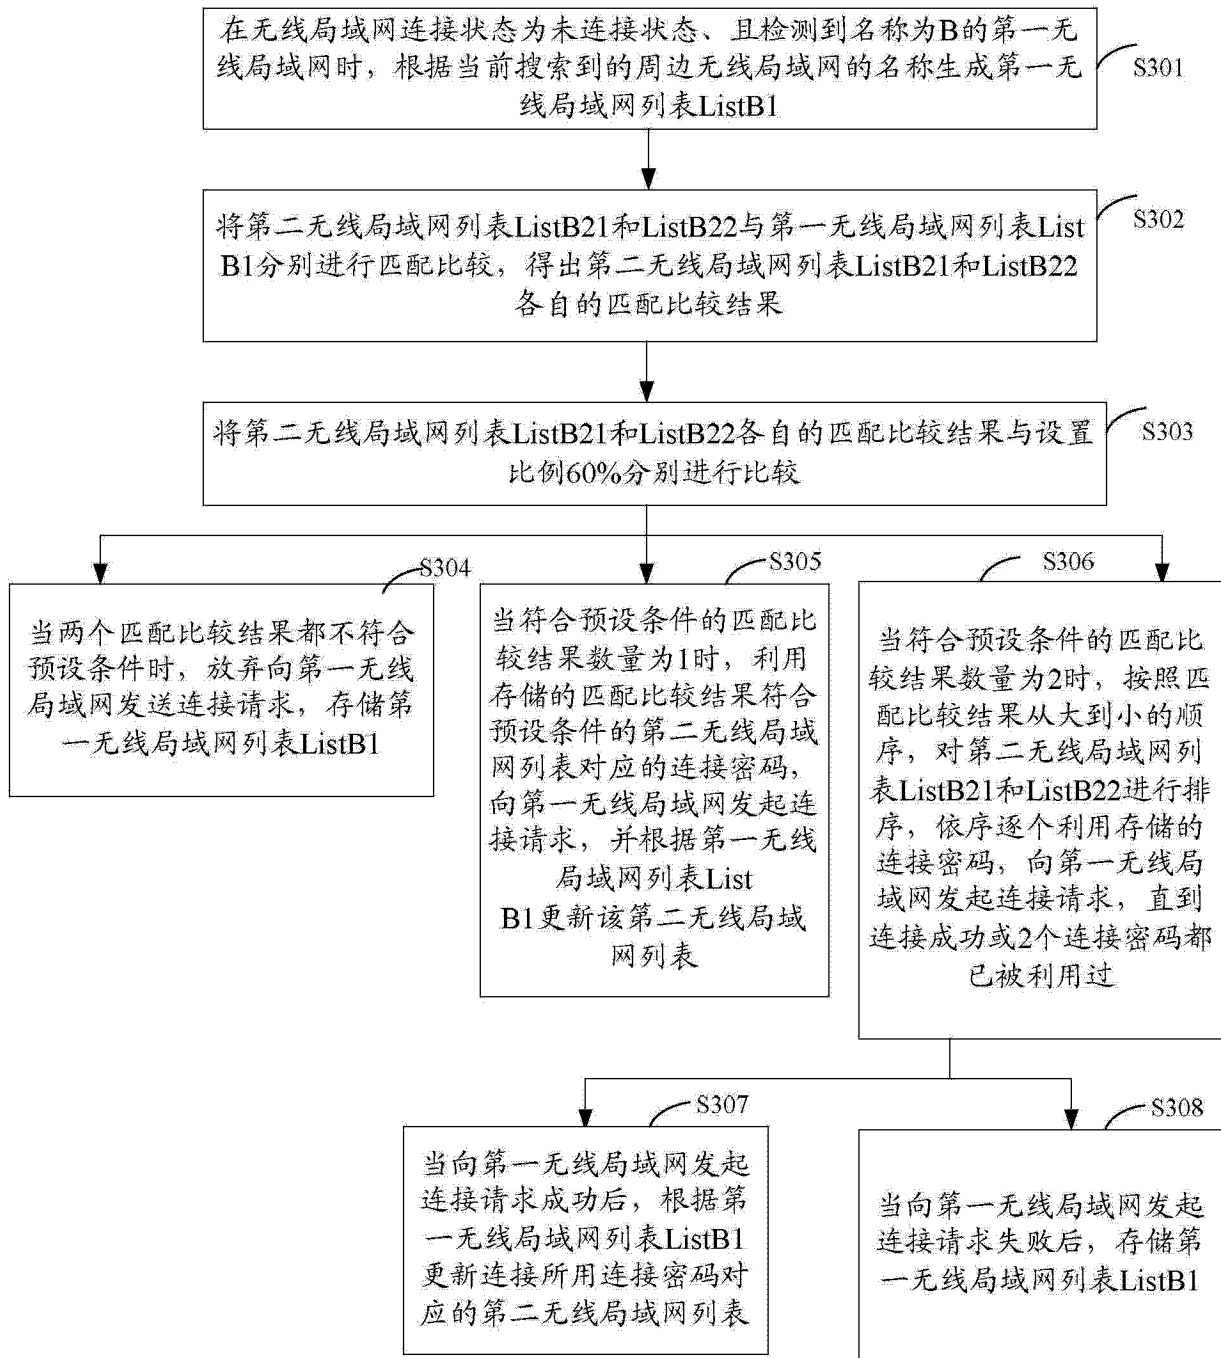 在无线局域网连接状态为未连接状态、且检测到名称为B的第一无
线局域网时，根据当前搜索到的周边无线局域网的名称生成第一无
线局域网列表ListB1
S301
将第二无线局域网列表ListB21和ListB22与第一无线局域网列表List
B1分别进行匹配比较，得出第二无线局域网列表ListB21和ListB22
各自的匹配比较结果
S302
将第二无线局域网列表ListB21和ListB22各自的匹配比较结果与设置
比例60%分别进行比较
S303
S304
当两个匹配比较结果都不符合
预设条件时，放弃向第一无线
局域网发送连接请求，存储第
一无线局域网列表ListB1
S305
当符合预设条件的匹配比
较结果数量为1时，利用
存储的匹配比较结果符合
预设条件的第二无线局域
网列表对应的连接密码，
向第一无线局域网发起连
接请求，并根据第一无线
局域网列表List
B1更新该第二无线局域
网列表
S306
当符合预设条件的匹配比
较结果数量为2时，按照匹
配比较结果从大到小的顺
序，对第二无线局域网列
表ListB21和ListB22进行排
序，依序逐个利用存储的
连接密码，向第一无线局
域网发起连接请求，直到
连接成功或2个连接密码都
已被利用过
S307
当向第一无线局域网发起
连接请求成功后，根据第
一无线局域网列表ListB1
更新连接所用连接密码对
应的第二无线局域网列表
S308
当向第一无线局域网发起
连接请求失败后，存储第
一无线局域网列表ListB1